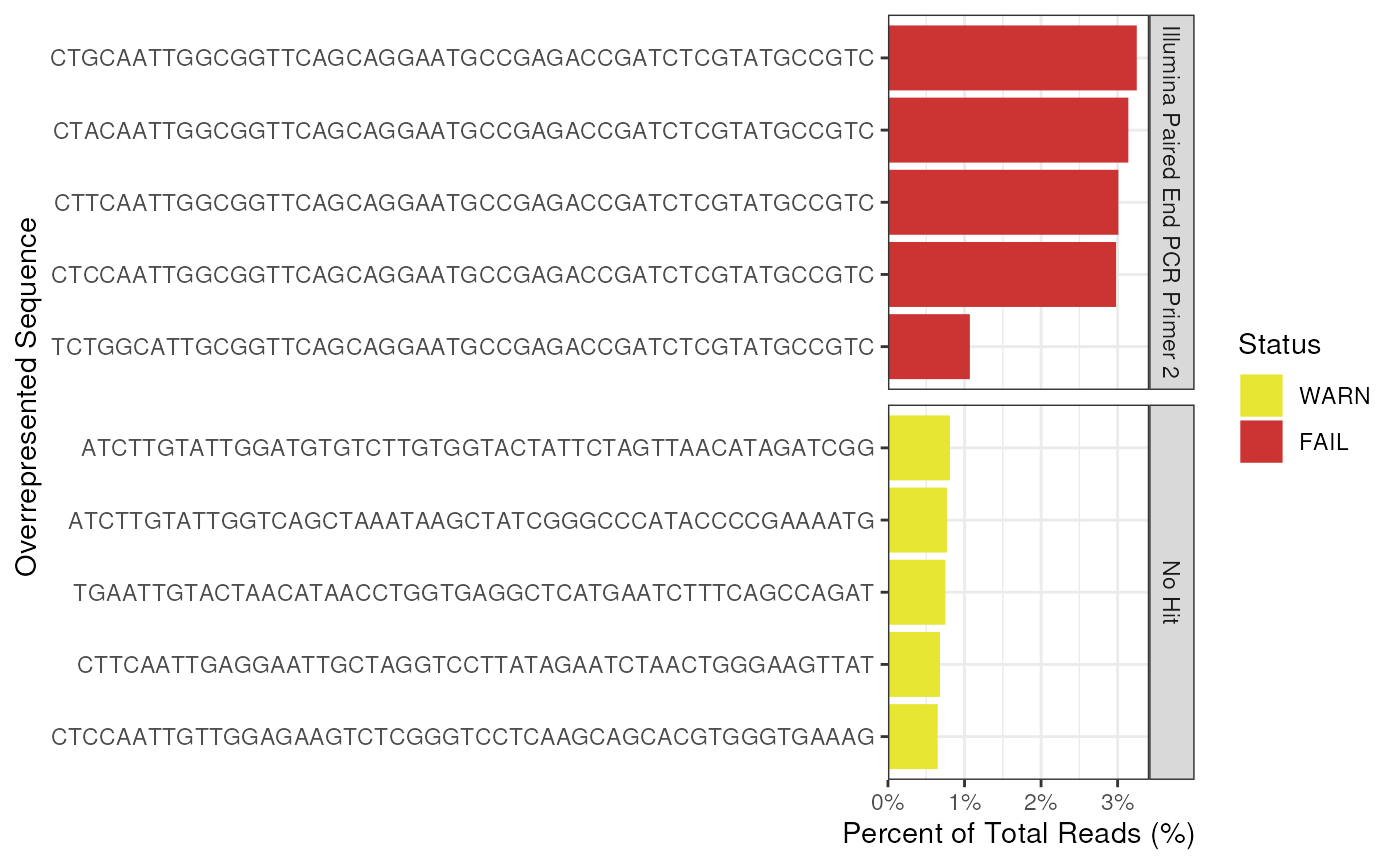 Overrepresented Sequence
CTGCAATTGGCGGTTCAGCAGGAATGCCGAGACCGATCTCGTATGCCGTC
CTACAATTGGCGGTTCAGCAGGAATGCCGAGACCGATCTCGTATGCCGTC
CTTCAATTGGCGGTTCAGCAGGAATGCCGAGACCGATCTCGTATGCCGTC
CTCCAATTGGCGGTTCAGCAGGAATGCCGAGACCGATCTCGTATGCCGTC
TCTGGCATTGCGGTTCAGCAGGAATGCCGAGACCGATCTCGTATGCCGTC
Illumina Paired End PCR Primer 2
ATCTTGTATTGGATGTGTCTTGTGGTACTATTCTAGTTAACATAGATCGG
ATCTTGTATTGGTCAGCTAAATAAGCTATCGGGCCCATACCCCGAAAATG
TGAATTGTACTAACATAACCTGGTGAGGCTCATGAATCTTTCAGCCAGAT
CTTCAATTGAGGAATTGCTAGGTCCTTATAGAATCTAACTGGGAAGTTAT
CTCCAATTGTTGGAGAAGTCTCGGGTCCTCAAGCAGCACGTGGGTGAAAG
No Hit
0% 1% 2% 3%
Percent of Total Reads (%)
Status
WARN
FAIL